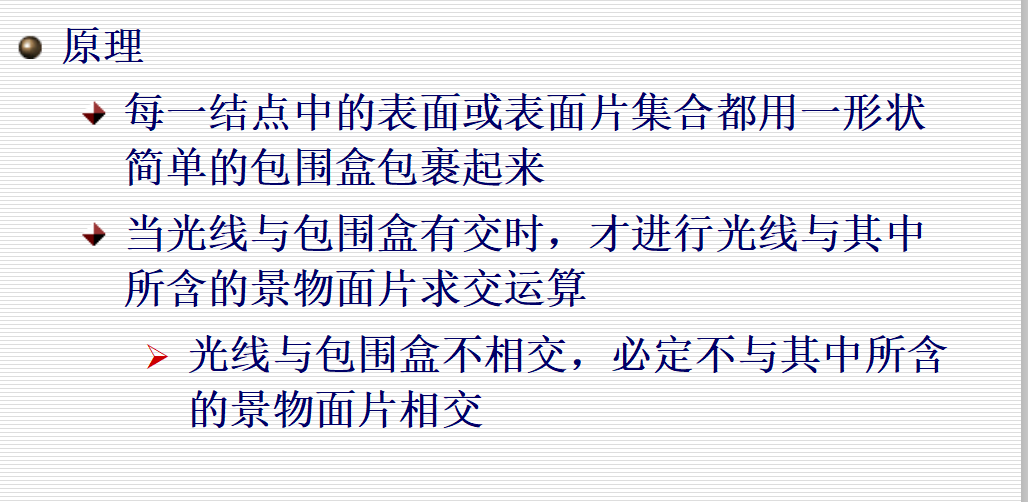 原理
每一结点中的表面或表面片集合都用一形状
简单的包围盒包裹起来
当光线与包围盒有交时，才进行光线与其中
所含的景物面片求交运算
光线与包围盒不相交，必定不与其中所含
的景物面片相交